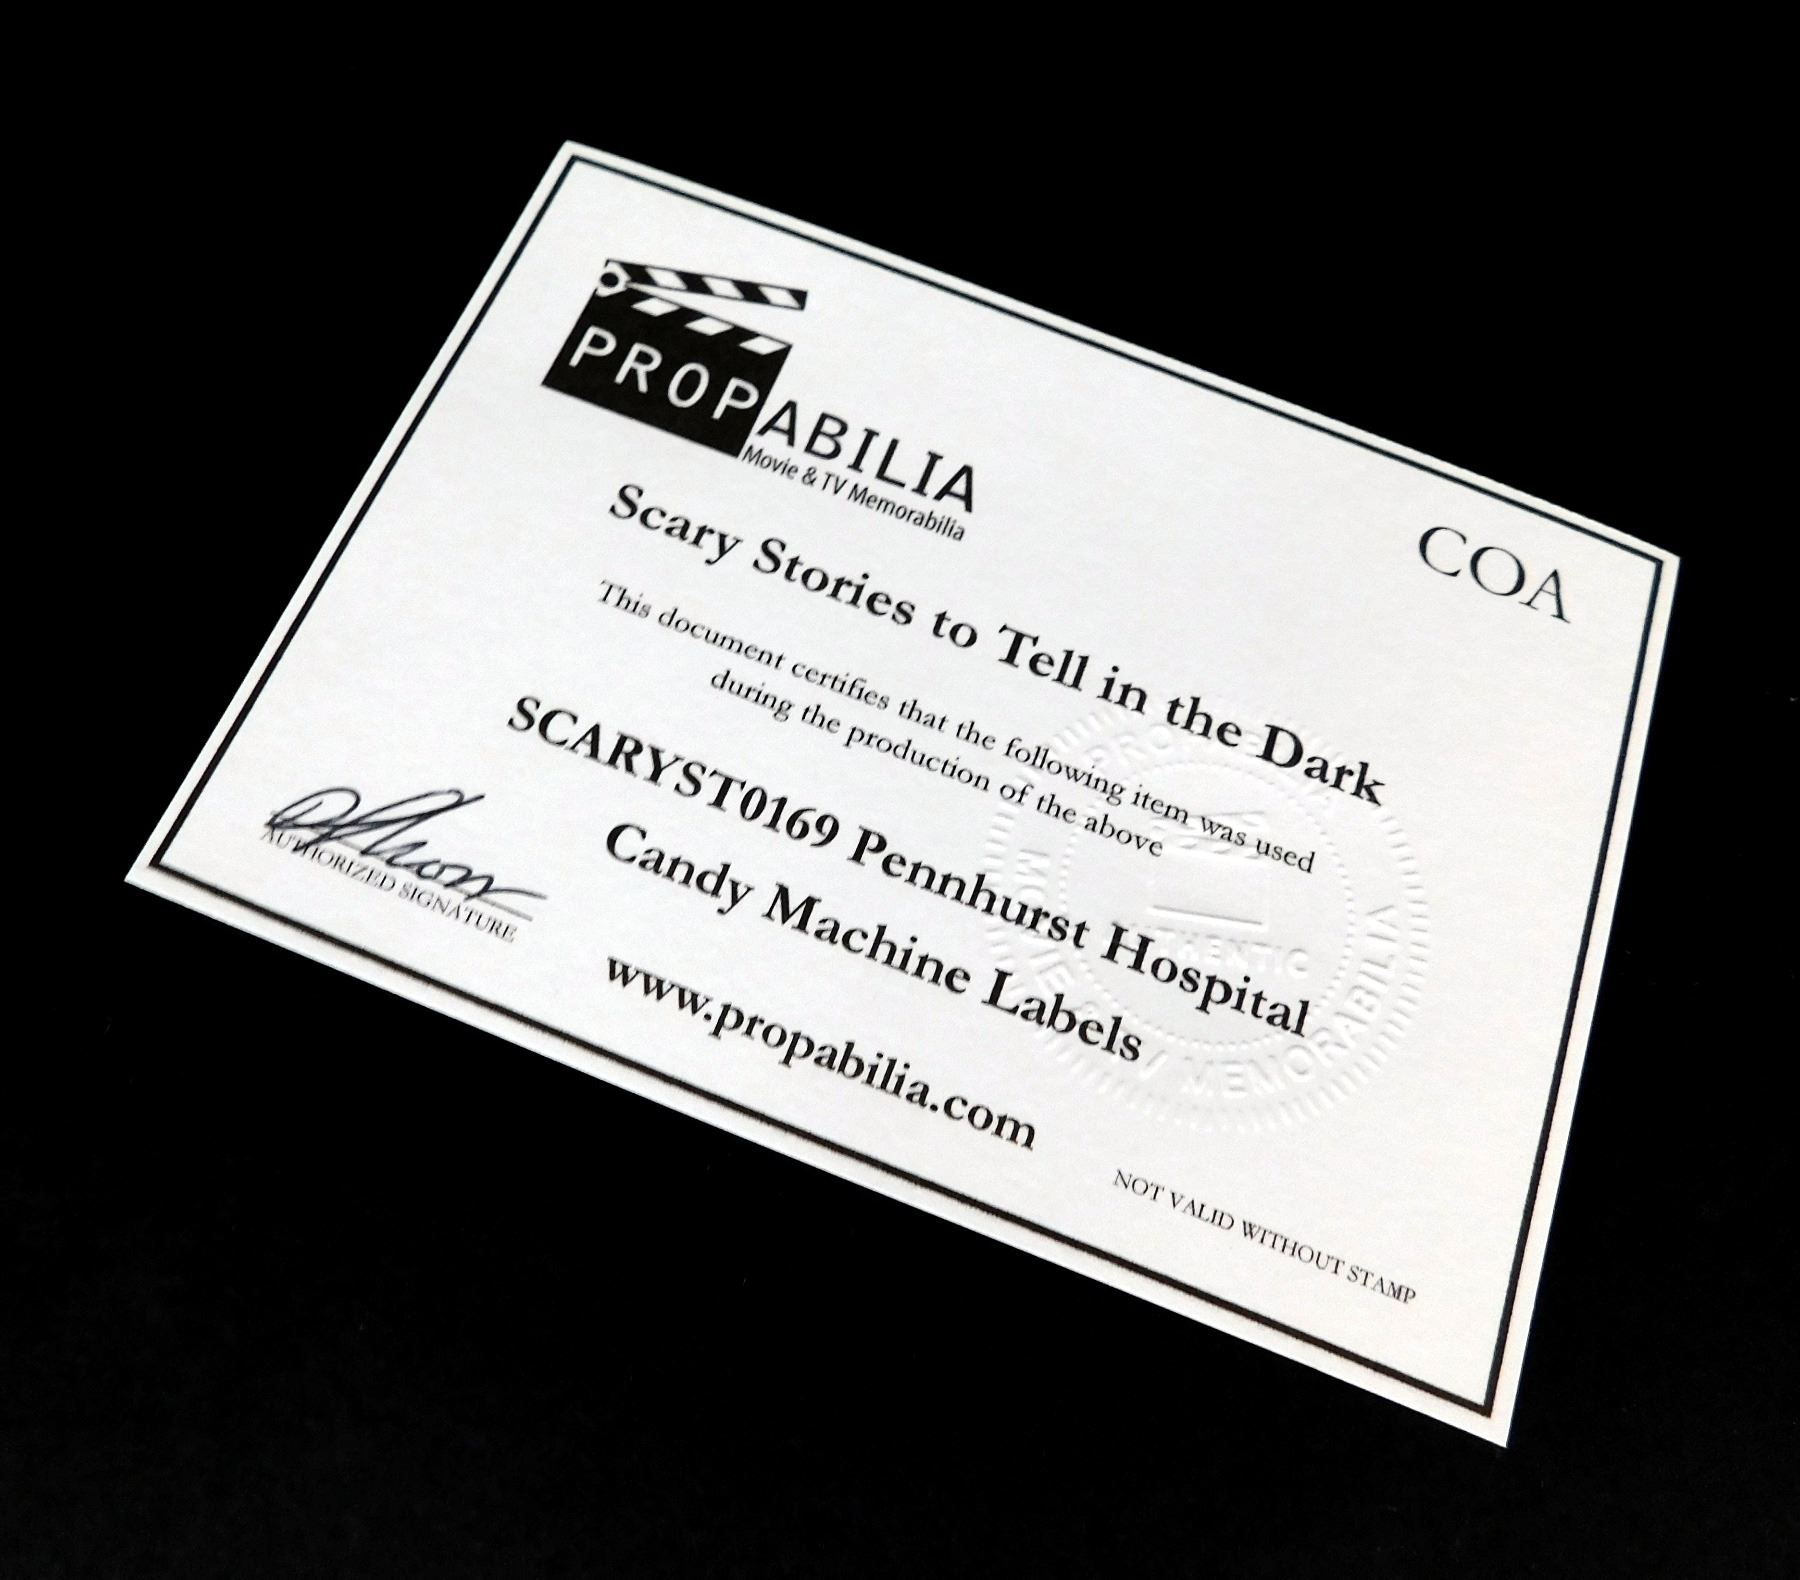 PROPABILIA
Movie & TV Memorabilia
COA
Scary Stories to Tell in the Dark
This document certifies that the following item was used
during the production of the above
SCARYST0169 Pennhurst Hospital
Candy Machine Labels
www.propabilia.com
AUTHORIZED SIGNATURE
NOT VALID WITHOUT STAMP
MEMORABILIA